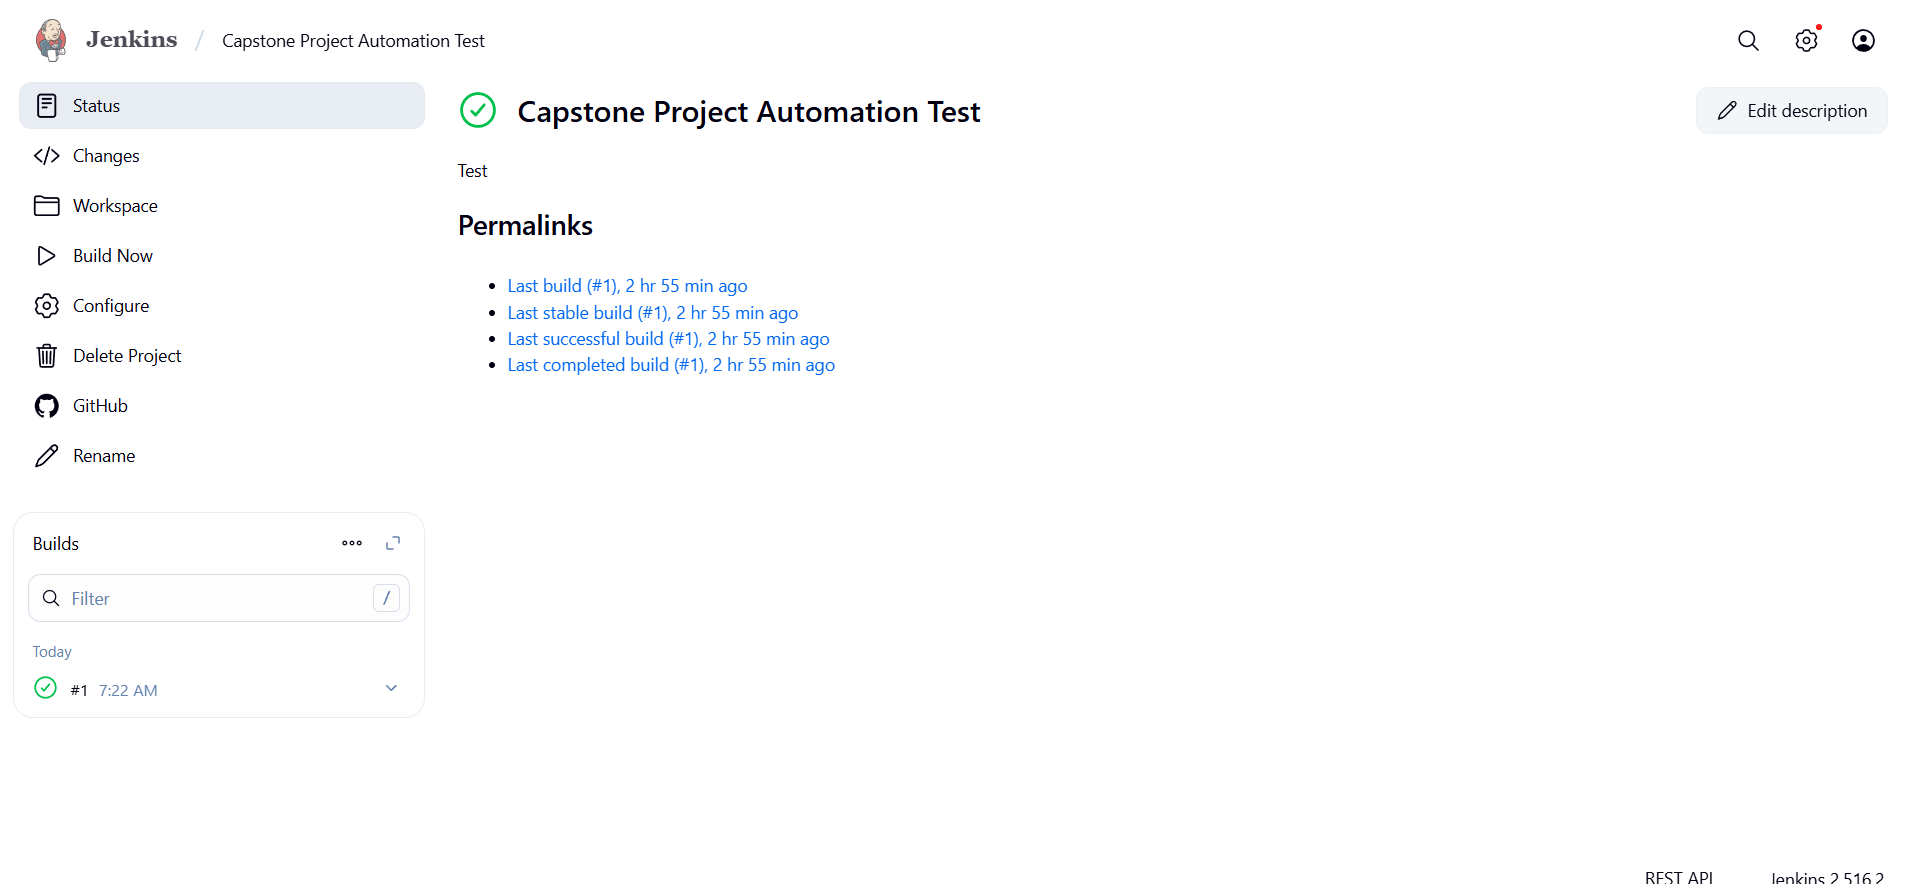 Jenkins / Capstone Project Automation Test
Status
Changes
Workspace
Build Now
Configure
Delete Project
GitHub
Rename
Builds
Filter /
Today
#1 7:22 AM
Capstone Project Automation Test
Edit description
Test
Permalinks
Last build (#1), 2 hr 55 min ago
Last stable build (#1), 2 hr 55 min ago
Last successful build (#1), 2 hr 55 min ago
Last completed build (#1), 2 hr 55 min ago
REST API Jenkins 2.516.2